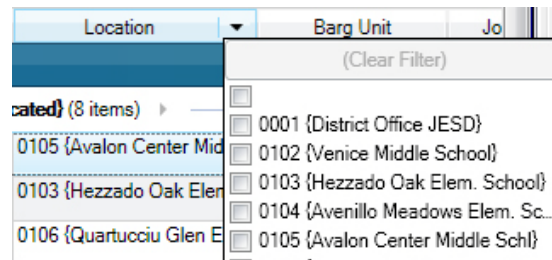 Location Barg Unit Jo
(Clear Filter)
cated} (8 items)
0001 {District Office JESD}
0105 {Avalon Center Mid
0102 {Venice Middle School}
0103 {Hezzado Oak Elem. School}
0103 {Hezzado Oak Elen
0104 {Avenillo Meadows Elem. Sc...
0106 {Quartucciu Glen E
0105 {Avalon Center Middle Schl}